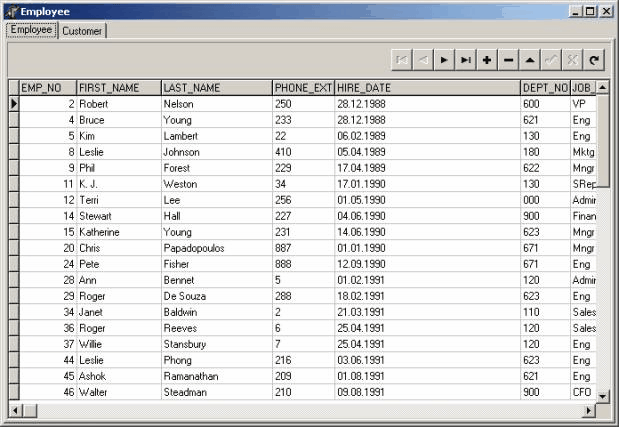 Employee
Employee Customer
EMP_NO FIRST_NAME LAST_NAME PHONE_EXT HIRE_DATE DEPT_NO JOB_
2 Robert Nelson 250 28.12.1988 600 VP
4 Bruce Young 233 28.12.1988 621 Eng
5 Kim Lambert 22 06.02.1989 130 Eng
8 Leslie Johnson 410 05.04.1989 180 Mktg
9 Phil Forest 229 17.04.1989 622 Mngr
11 K. J. Weston 34 17.01.1990 130 SRep
12 Terri Lee 256 01.05.1990 000 Admin
14 Stewart Hall 227 04.06.1990 900 Finan
15 Katherine Young 231 14.06.1990 623 Mngr
20 Chris Papadopoulos 887 01.01.1990 671 Mngr
24 Pete Fisher 888 12.09.1990 671 Eng
28 Ann Bennet 5 01.02.1991 120 Admin
29 Roger De Souza 288 18.02.1991 623 Eng
34 Janet Baldwin 2 21.03.1991 110 Sales
36 Roger Reeves 6 25.04.1991 120 Sales
37 Willie Stansbury 7 25.04.1991 120 Eng
44 Leslie Phong 216 03.06.1991 623 Eng
45 Ashok Ramanathan 209 01.08.1991 621 Eng
46 Walter Steadman 210 09.08.1991 900 CFO